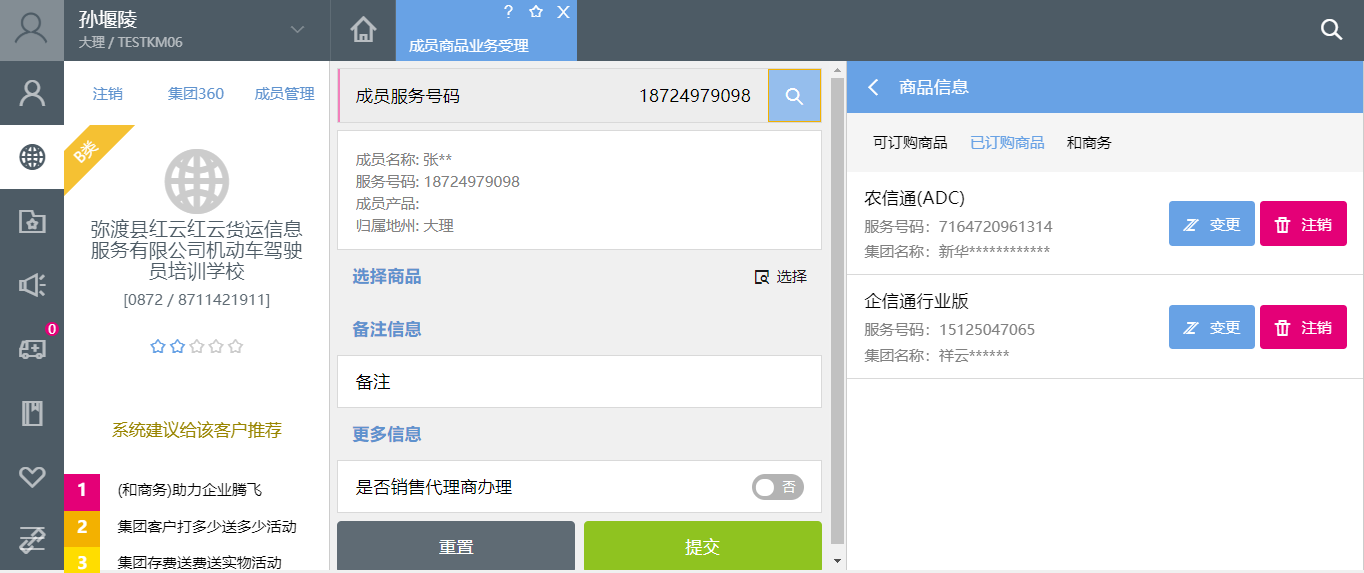 孙堰陵
大理 / TESTKM06
? X
成员商品业务受理
注销 集团360 成员管理
B类
弥渡县红云红云货运信息
服务有限公司机动车驾驶
员培训学校
[0872 / 8711421911]
0
系统建议给该客户推荐
1 (和商务)助力企业腾飞
2 集团客户打多少送多少活动
3 集团存费送费送实物活动
成员服务号码 18724979098
成员名称: 张**
服务号码: 18724979098
成员产品:
归属地州: 大理
选择商品 选择
备注信息
备注
更多信息
是否销售代理商办理 否
重置 提交
商品信息
可订购商品 已订购商品 和商务
农信通(ADC)
服务号码: 7164720961314
集团名称: 新华************
变更 注销
企信通行业版
服务号码: 15125047065
集团名称: 祥云******
变更 注销